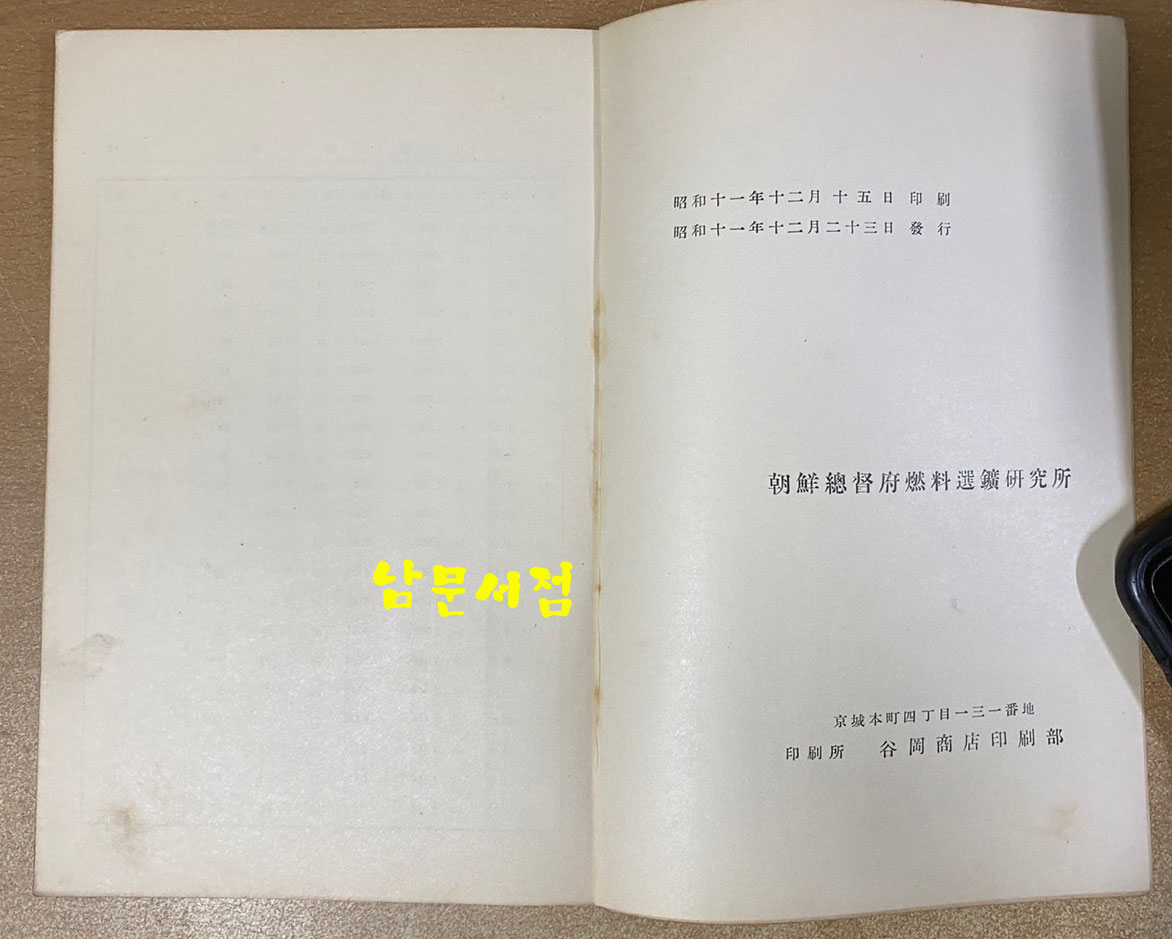 昭和十一年十二月十五日印刷
昭和十一年十二月二十三日發行
朝鮮總督府燃料選鑛硏究所
남문서점
京城本町四丁目一三一番地
印刷所 谷岡商店印刷部